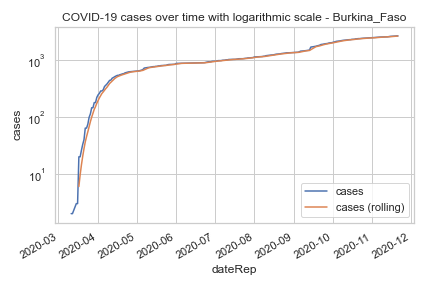 COVID-19 cases over time with logarithmic scale - Burkina_Faso
cases
10³
10²
10¹
cases
cases (rolling)
2020-03
2020-04
2020-05
2020-06
2020-07
2020-08
2020-09
2020-10
2020-11
2020-12
dateRep